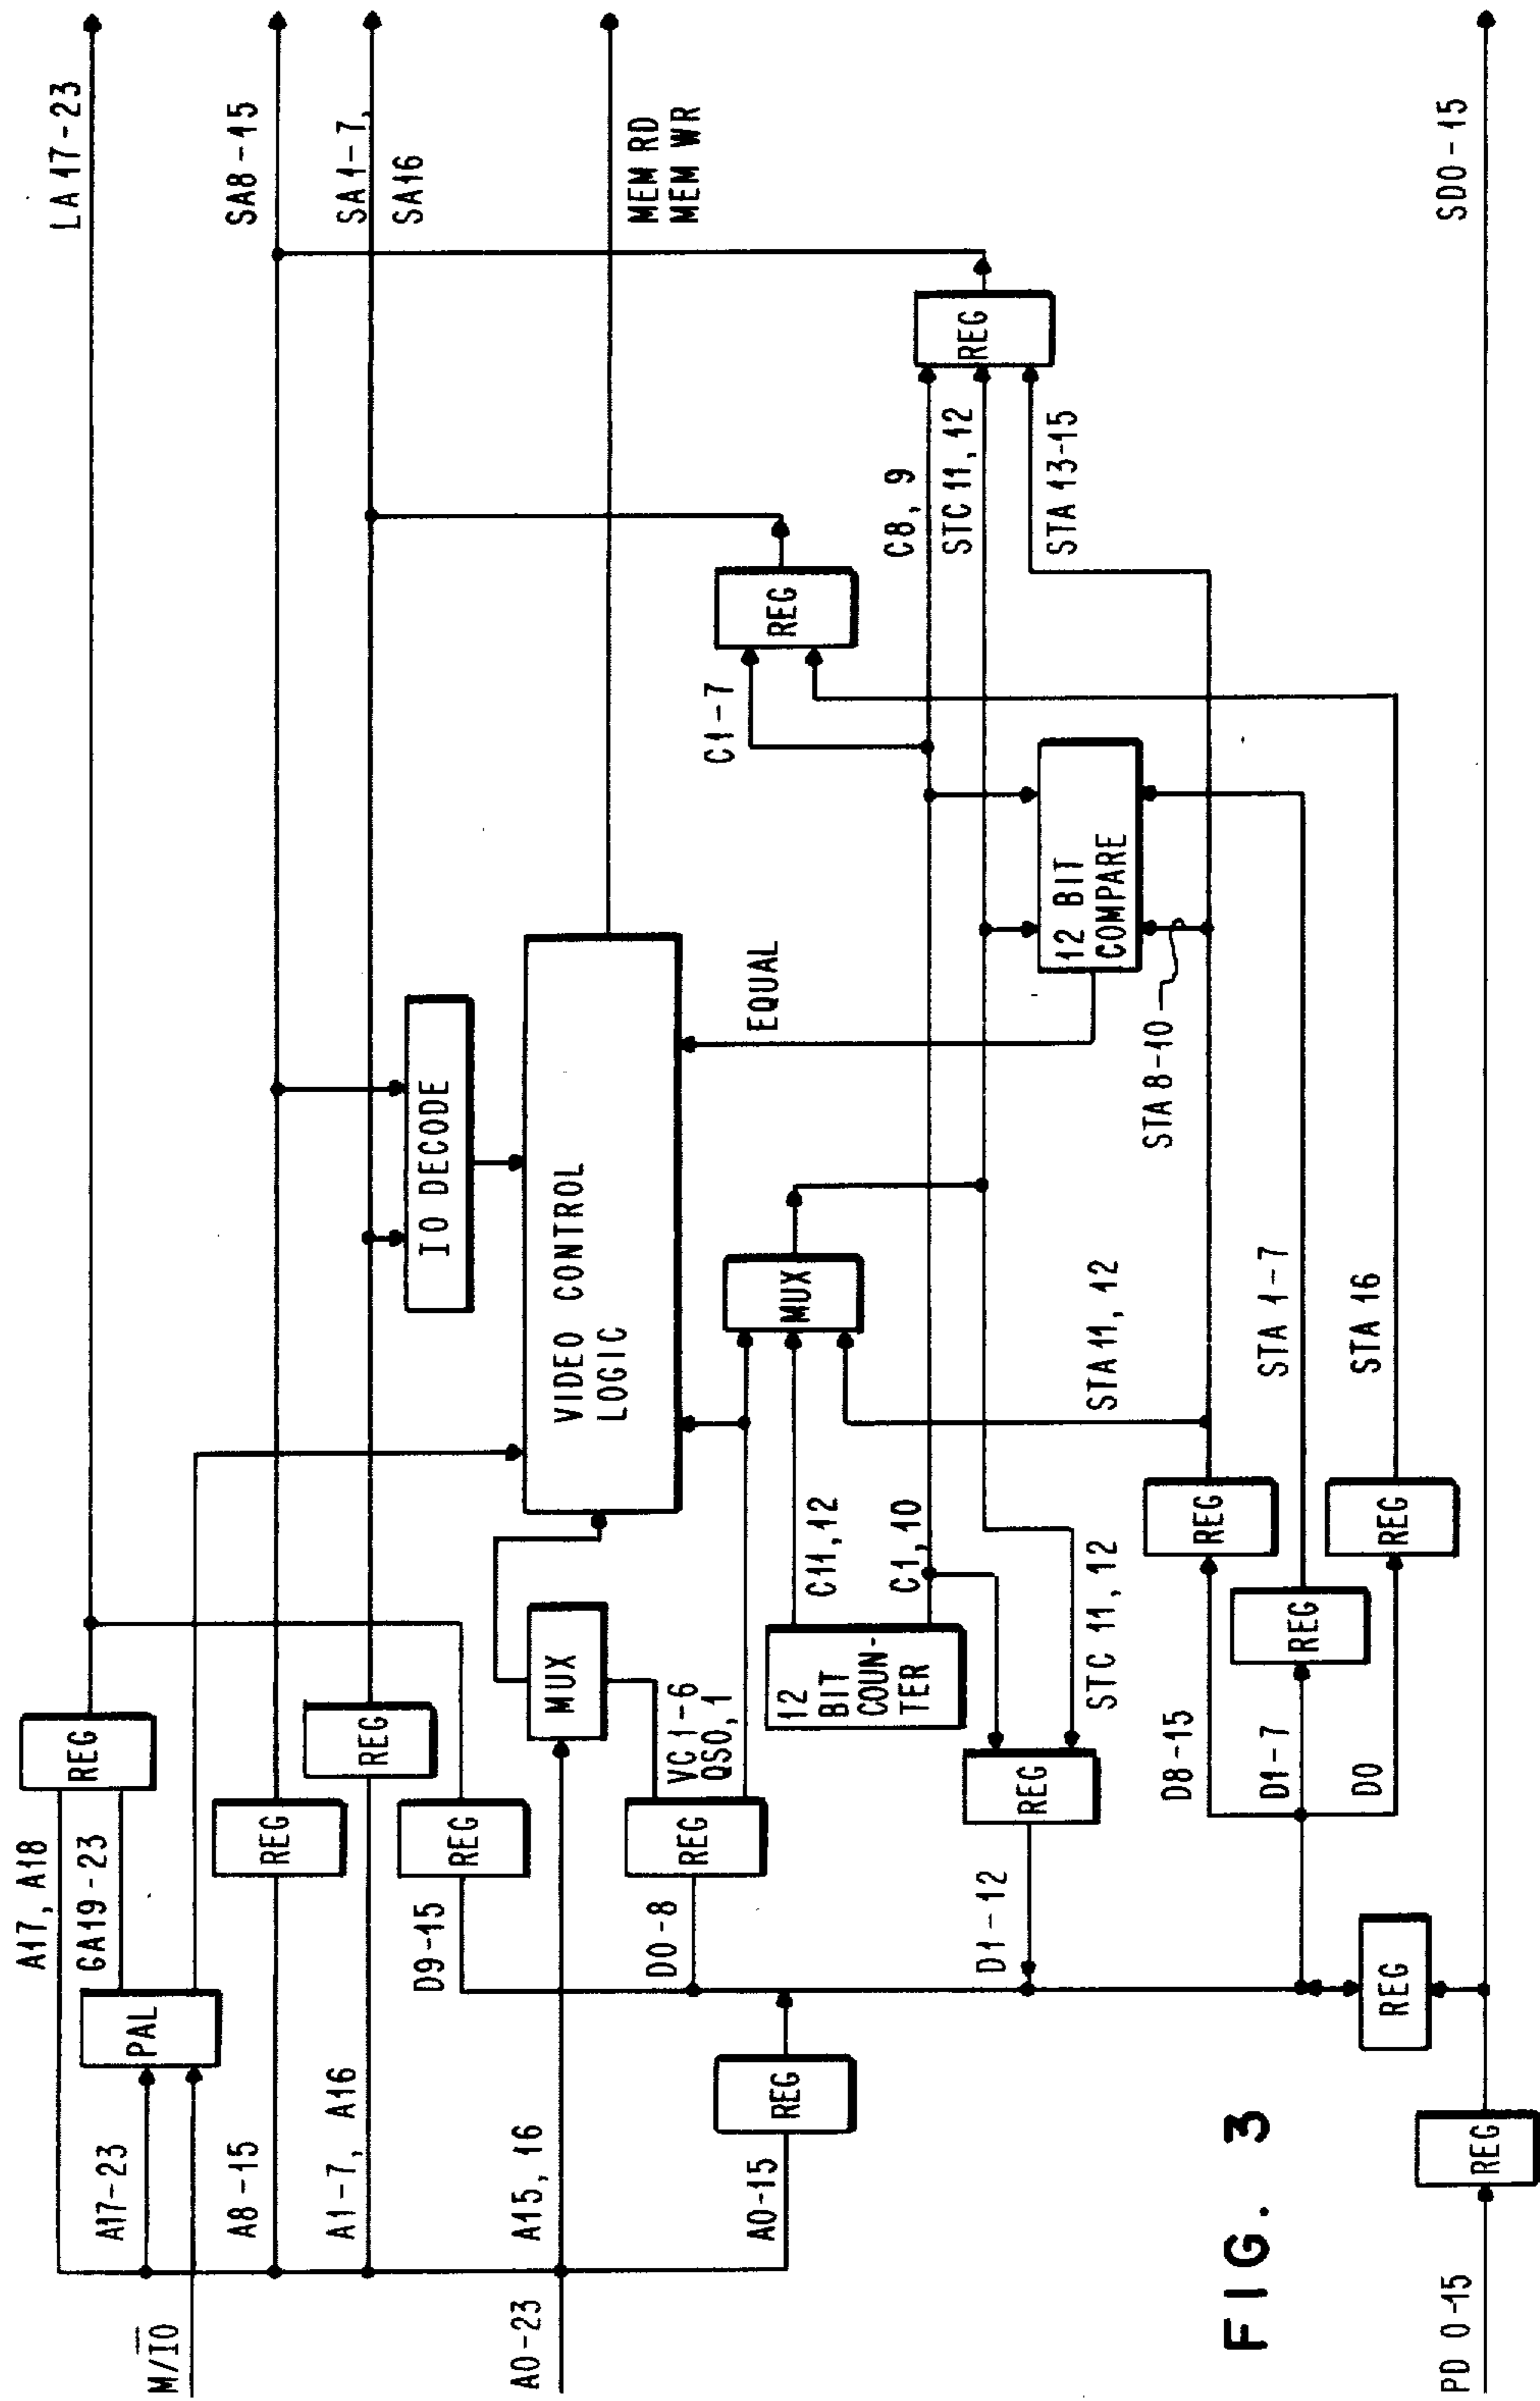 M/I̅O̅
A0-23
PD 0-15
A17, A18
A17-23
GA19-23
PAL
A8-15
A1-7, A16
A15, 16
A0-15
REG
REG
REG
REG
REG
REG
D9-15
D0-8
REG
VC1-6
QS0, 1
MUX
D1-12
REG
REG
12
BIT
COUN-
TER
C11, 12
C1, 10
STC 11, 12
D8-15
D1-7
D0
REG
REG
REG
VIDEO CONTROL
LOGIC
IO DECODE
MUX
STA11, 12
STA 1-7
STA 16
EQUAL
STA8-10
12 BIT
COMPARE
C1-7
REG
C8, 9
STC 11, 12
STA 13-15
REG
LA17-23
SA8-15
SA1-7,
SA16
MEM RD
MEM WR
SD0-15
FIG. 3